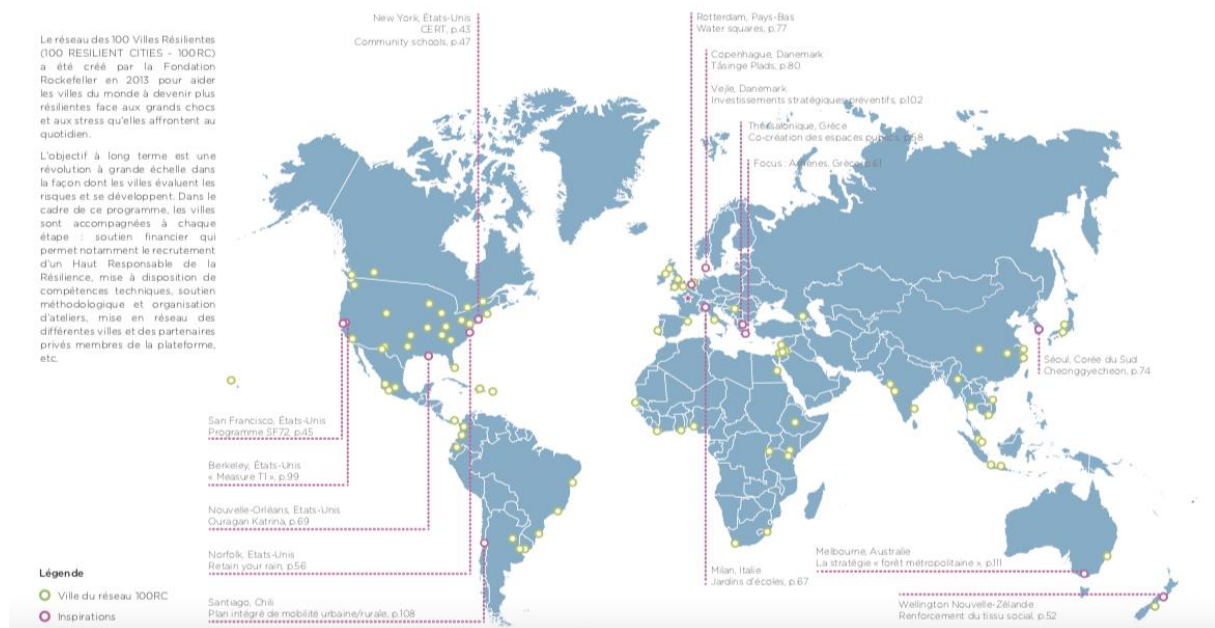 Le réseau des 100 Villes Résilientes
(100 RESILIENT CITIES - 100RC)
a été créé par la Fondation
Rockefeller en 2013 pour aider
les villes du monde à devenir plus
résilientes face aux grands chocs
et aux stress qu'elles affrontent au
quotidien.
L'objectif à long terme est une
révolution à grande échelle dans
la façon dont les villes évaluent les
risques et se développent. Dans le
cadre de ce programme, les villes
sont accompagnées à chaque
étape : soutien financier qui
permet notamment le recrutement
d'un Haut Responsable de la
Résilience, mise à disposition de
compétences techniques, soutien
méthodologique et organisation
d'ateliers, mise en réseau des
différentes villes et des partenaires
privés membres de la plateforme,
etc.
New York, États-Unis
CERT, p.43
Community schools, p.47
Rotterdam, Pays-Bas
Water squares, p.77
Copenhague, Danemark
Tåsinge Plads, p.80
Vejle, Danemark
Investissements stratégiques préventifs, p.102
Thessalonique, Grèce
Co-création des espaces publics, p.58
Focus : Athènes, Grèce p.61
Séoul, Corée du Sud
Cheonggyecheon, p.74
San Francisco, États-Unis
Programme SF72, p.45
Berkeley, États-Unis
« Measure T1 », p.99
Nouvelle-Orléans, Etats-Unis
Ouragan Katrina, p.69
Norfolk, Etats-Unis
Retain your rain, p.56
Santiago, Chili
Plan intégré de mobilité urbaine/rurale, p.108
Milan, Italie
Jardins d'écoles, p.67
Melbourne, Australie
La stratégie « forêt métropolitaine », p.111
Wellington Nouvelle-Zélande
Renforcement du tissu social, p.52
Légende
Ville du réseau 100RC
Inspirations